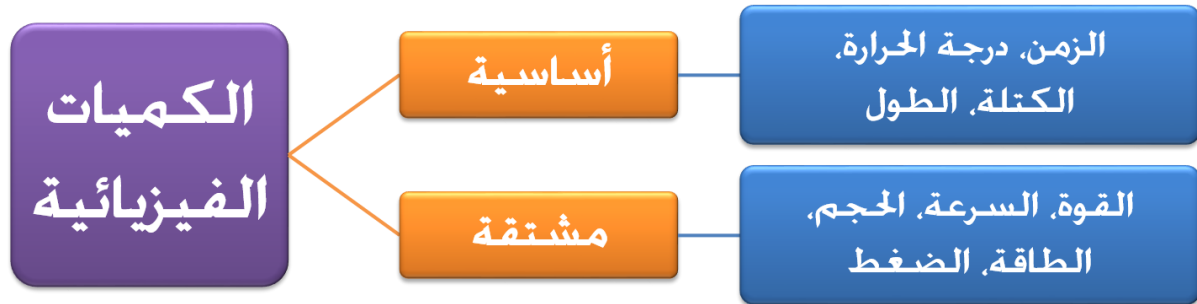 الكميات
الفيزيائية
أساسية
الزمن، درجة الحرارة،
الكتلة، الطول
مشتقة
القوة، السرعة، الحجم،
الطاقة، الضغط